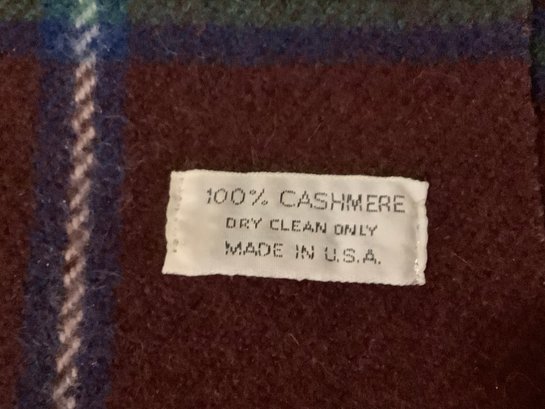 100% CASHMERE
DRY CLEAN ONLY
MADE IN U.S.A.